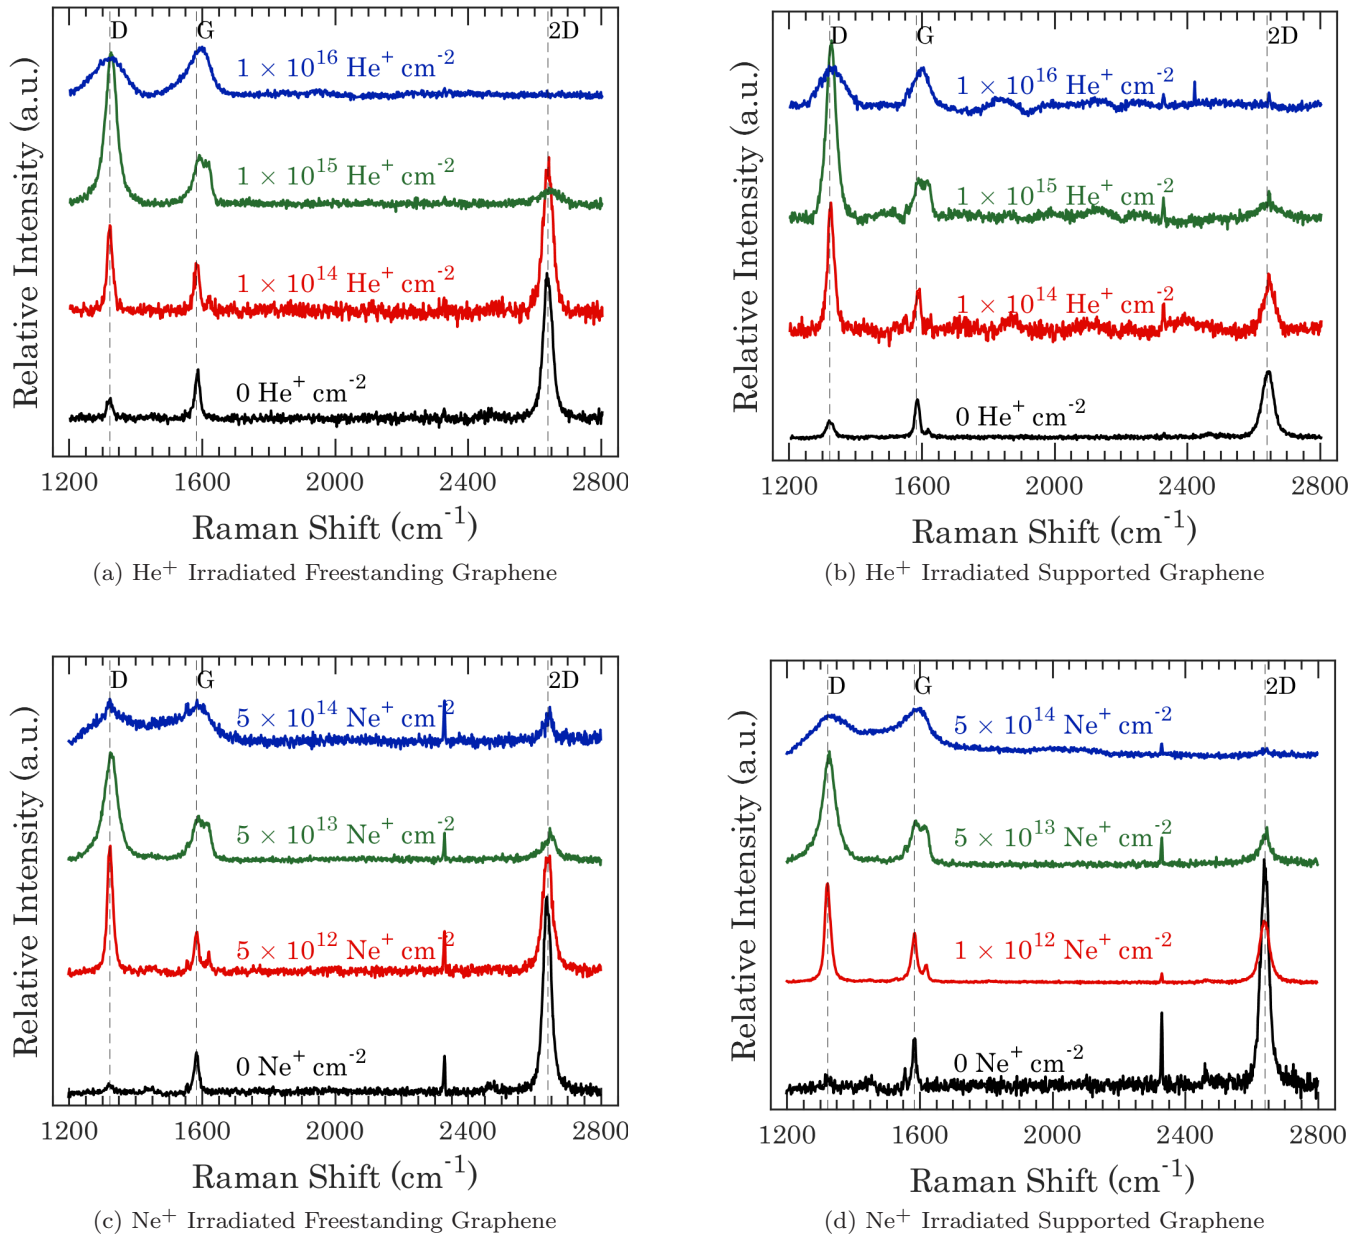 D G 2D
1 × 10^16 He^+ cm^-2
1 × 10^15 He^+ cm^-2
1 × 10^14 He^+ cm^-2
0 He^+ cm^-2
Relative Intensity (a.u.)
1200 1600 2000 2400 2800
Raman Shift (cm^-1)
(a) He^+ Irradiated Freestanding Graphene
D G 2D
1 × 10^16 He^+ cm^-2
1 × 10^15 He^+ cm^-2
1 × 10^14 He^+ cm^-2
0 He^+ cm^-2
Relative Intensity (a.u.)
1200 1600 2000 2400 2800
Raman Shift (cm^-1)
(b) He^+ Irradiated Supported Graphene
D G 2D
5 × 10^14 Ne^+ cm^-2
5 × 10^13 Ne^+ cm^-2
5 × 10^12 Ne^+ cm^-2
0 Ne^+ cm^-2
Relative Intensity (a.u.)
1200 1600 2000 2400 2800
Raman Shift (cm^-1)
(c) Ne^+ Irradiated Freestanding Graphene
D G 2D
5 × 10^14 Ne^+ cm^-2
5 × 10^13 Ne^+ cm^-2
1 × 10^12 Ne^+ cm^-2
0 Ne^+ cm^-2
Relative Intensity (a.u.)
1200 1600 2000 2400 2800
Raman Shift (cm^-1)
(d) Ne^+ Irradiated Supported Graphene